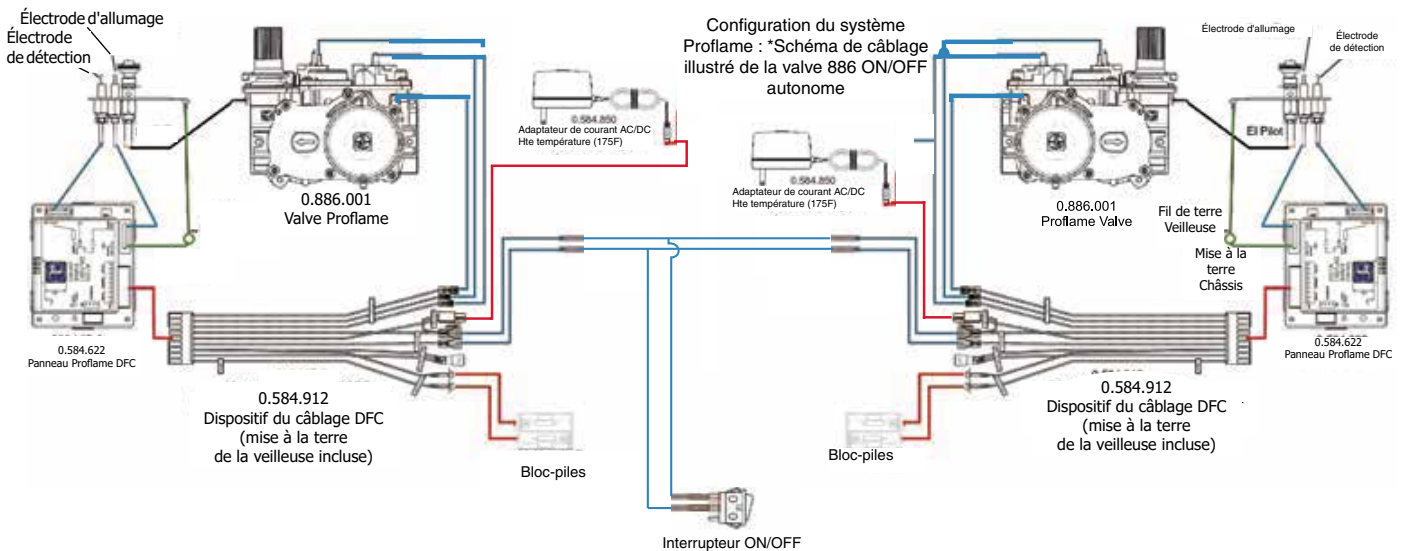 Électrode d'allumage
Électrode
de détection
Configuration du système
Proflame : *Schéma de câblage
illustré de la valve 886 ON/OFF
autonome
Électrode d'allumage
Électrode
de détection
0.584.850
Adaptateur de courant AC/DC
Hte température (175F)
0.584.850
Adaptateur de courant AC/DC
Hte température (175F)
El Pilot
0.886.001
Valve Proflame
0.886.001
Proflame Valve
Fil de terre
Veilleuse
Mise à la
terre
Châssis
0.584.622
Panneau Proflame DFC
0.584.622
Panneau Proflame DFC
0.584.912
Dispositif du câblage DFC
(mise à la terre
de la veilleuse incluse)
0.584.912
Dispositif du câblage DFC
(mise à la terre
de la veilleuse incluse)
Bloc-piles
Bloc-piles
Interrupteur ON/OFF